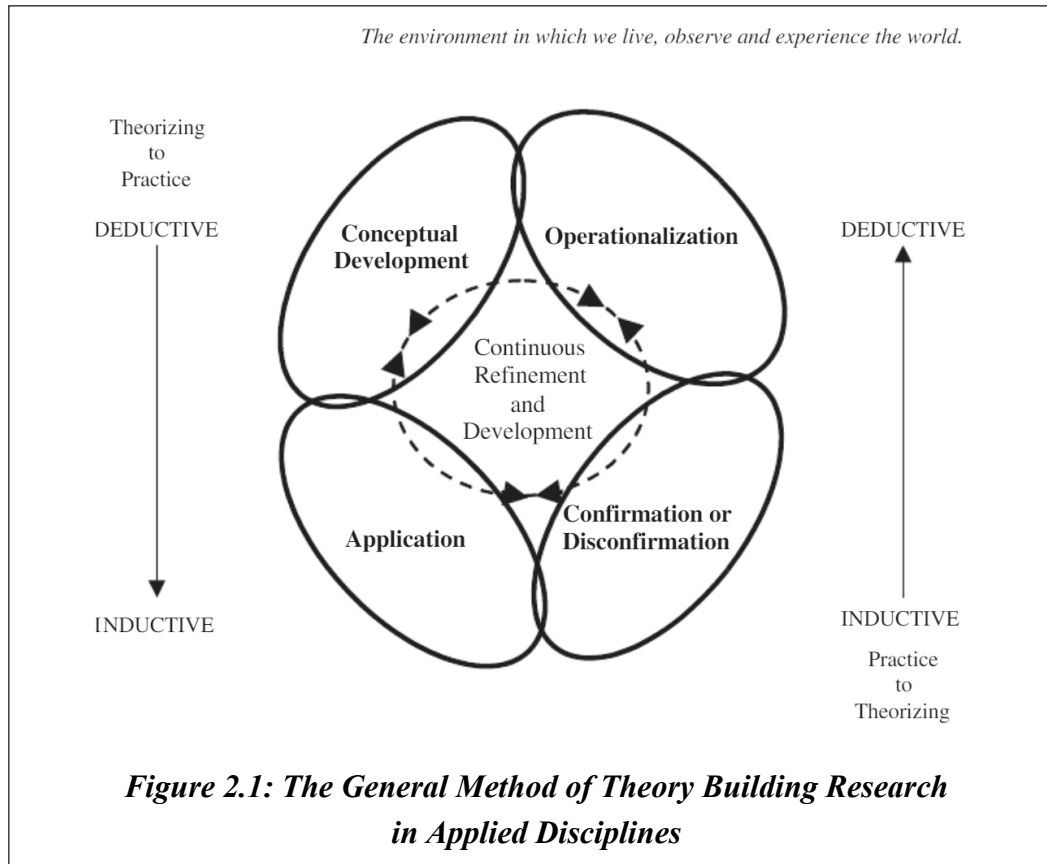 The environment in which we live, observe and experience the world.
Theorizing
to
Practice
DEDUCTIVE
INDUCTIVE
Conceptual
Development
Operationalization
Continuous
Refinement
and
Development
Application
Confirmation or
Disconfirmation
DEDUCTIVE
INDUCTIVE
Practice
to
Theorizing
Figure 2.1: The General Method of Theory Building Research
in Applied Disciplines